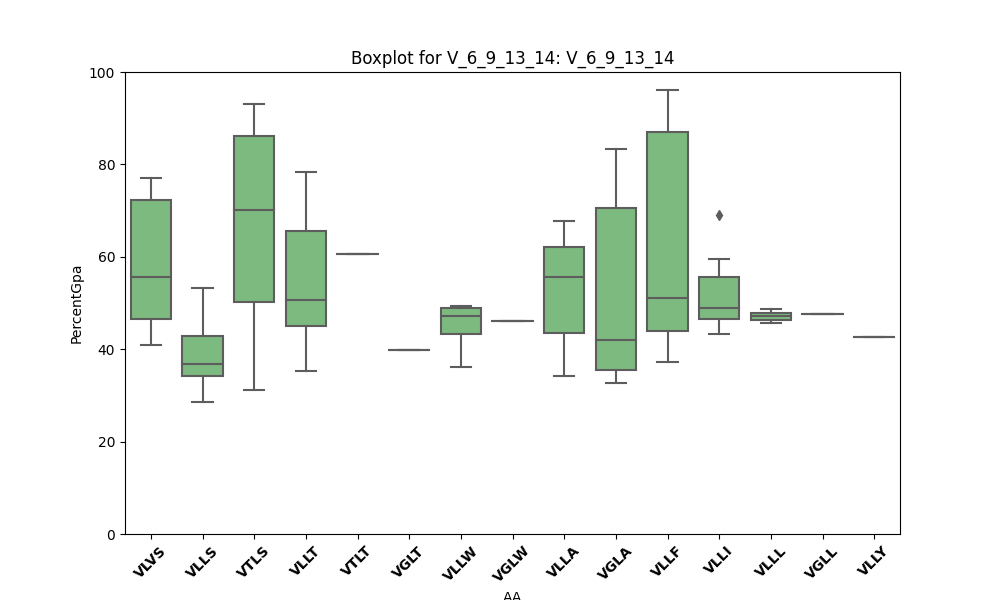 Boxplot for V_6_9_13_14: V_6_9_13_14
100
80
60
40
20
0
PercentGpa
VLVS
VLLS
VTLS
VLLT
VTLT
VGLT
VLLW
VGLW
VLLA
VGLA
VLLF
VLLI
VLLL
VGLL
VLLY
AA